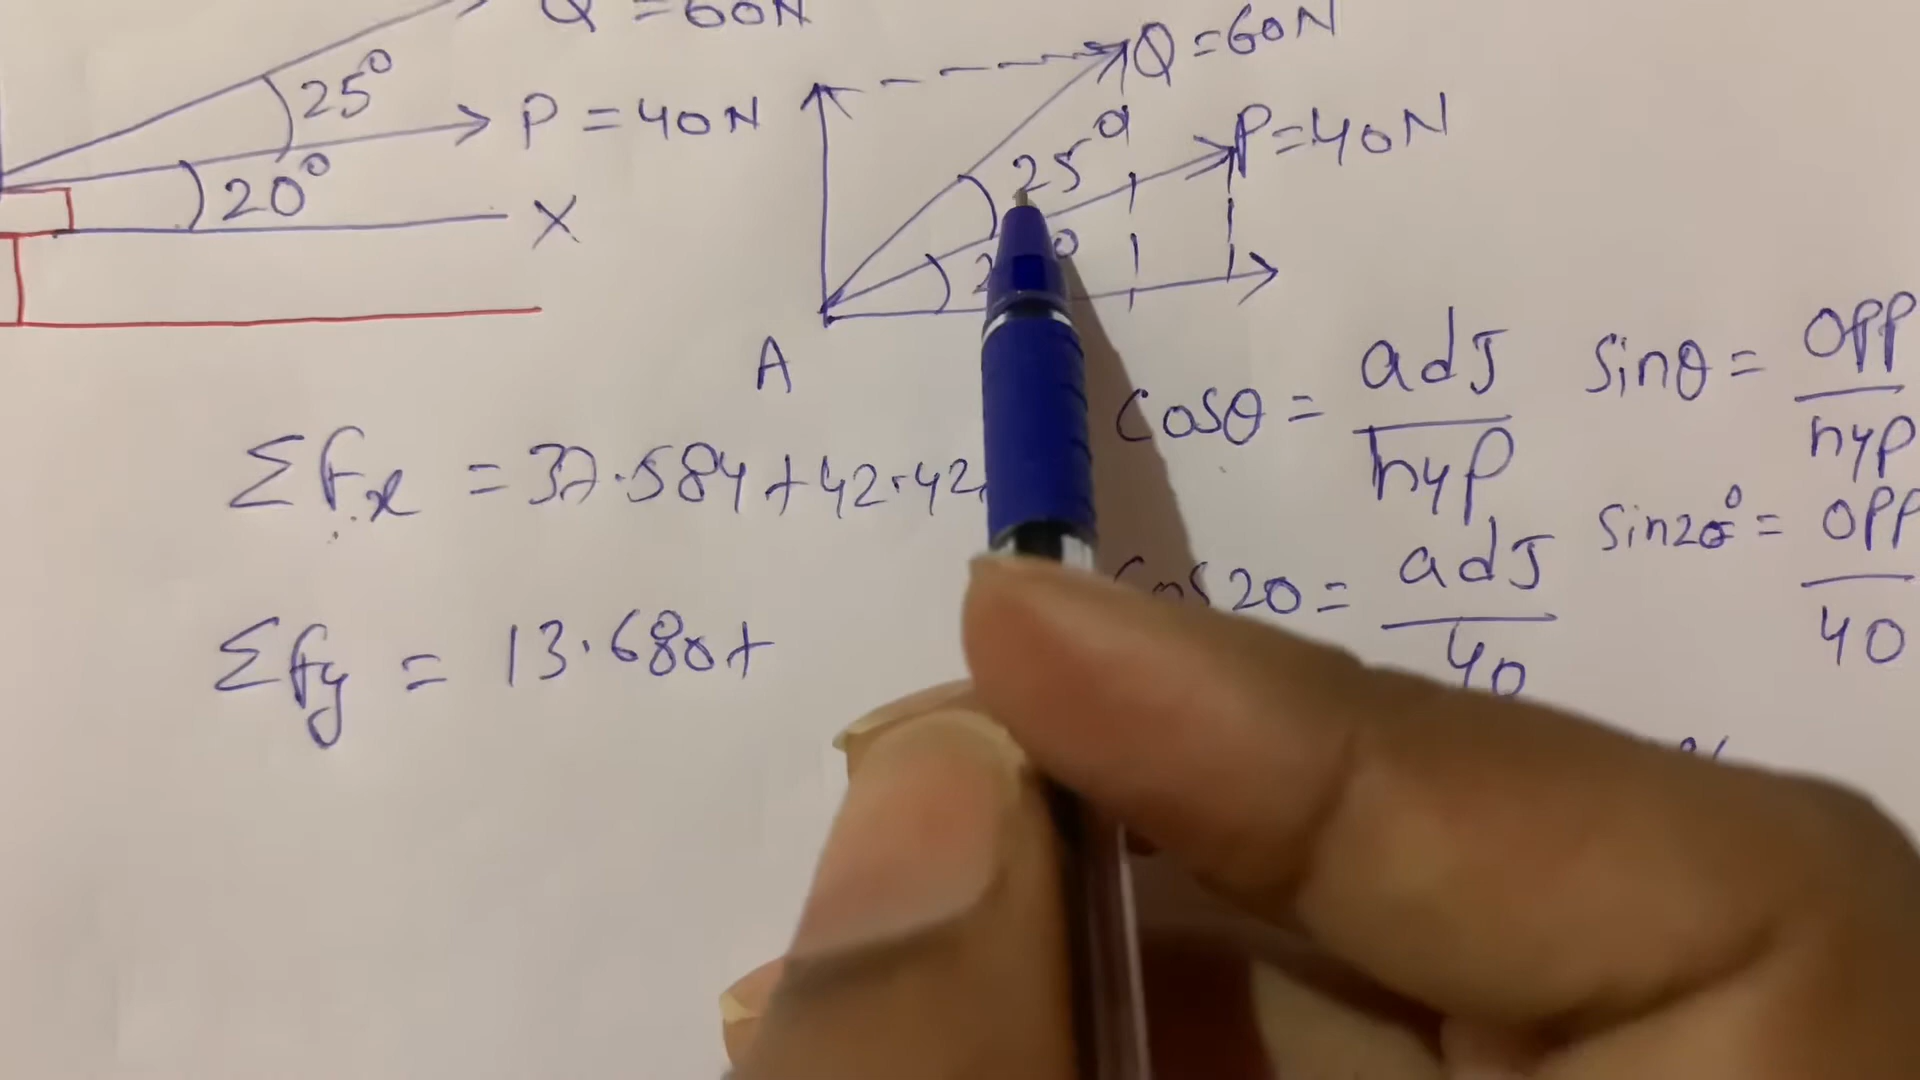 Q = 60N
25°
P = 40N
20°
X
Q = 60N
25°
P = 40N
A
cosθ = adj/hyp
sinθ = opp/hyp
Σfx = 37.584 + 42.42
cos 20 = adj/40
sin20° = opp/40
Σfy = 13.680 +